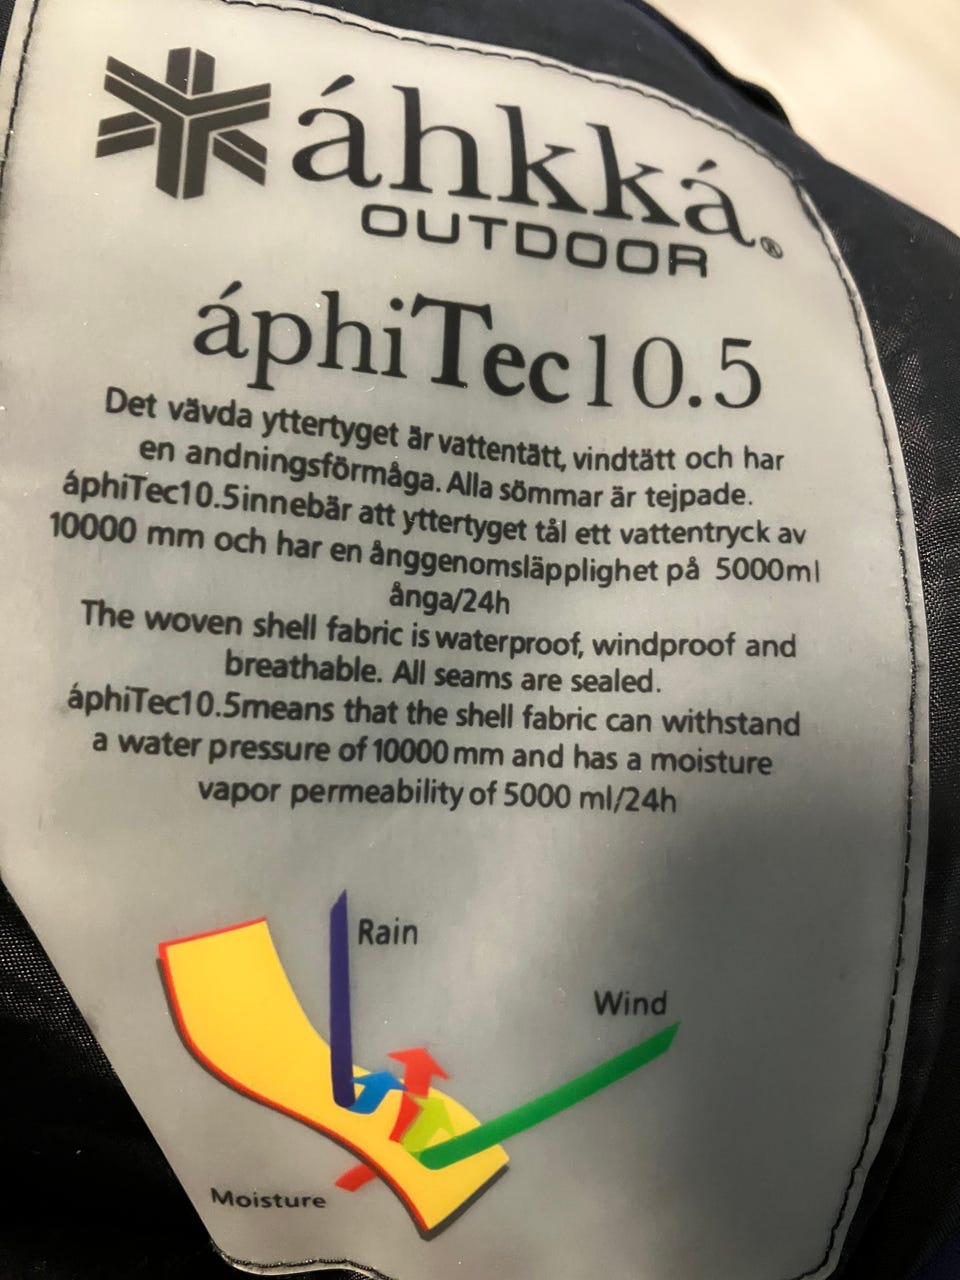 áhkká®
OUTDOOR
áphiTec10.5
Det vävda yttertyget är vattentätt, vindtätt och har
en andningsförmåga. Alla sömmar är tejpade.
áphiTec10.5innebär att yttertyget tål ett vattentryck av
10000 mm och har en ånggenomsläpplighet på 5000ml
ånga/24h
The woven shell fabric is waterproof, windproof and
breathable. All seams are sealed.
áphiTec10.5means that the shell fabric can withstand
a water pressure of 10000 mm and has a moisture
vapor permeability of 5000 ml/24h
Rain
Wind
Moisture